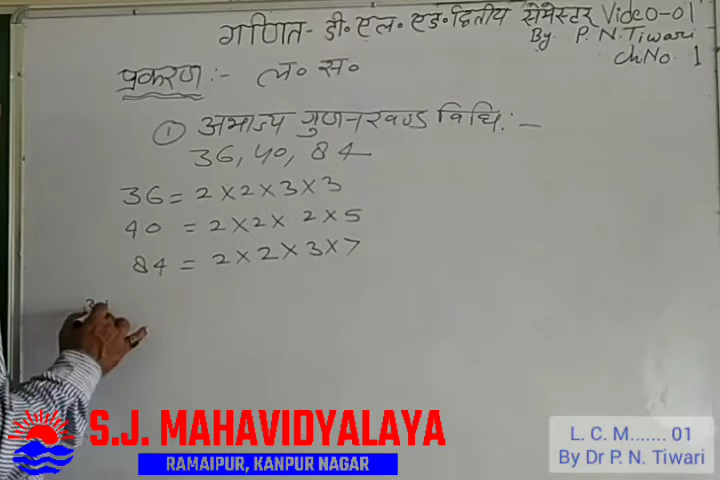 गणित - डी॰ एल॰ एड॰ द्वितीय सेमेस्टर Video-01
By. P. N. Tiwari
Ch No. 1
प्रकरण :- ल॰ स॰
① अभाज्य गुणनखण्ड विधि :-
36, 40, 84
36 = 2 × 2 × 3 × 3
40 = 2 × 2 × 2 × 5
84 = 2 × 2 × 3 × 7
S.J. MAHAVIDYALAYA
RAMAIPUR, KANPUR NAGAR
L. C. M....... 01
By Dr P. N. Tiwari